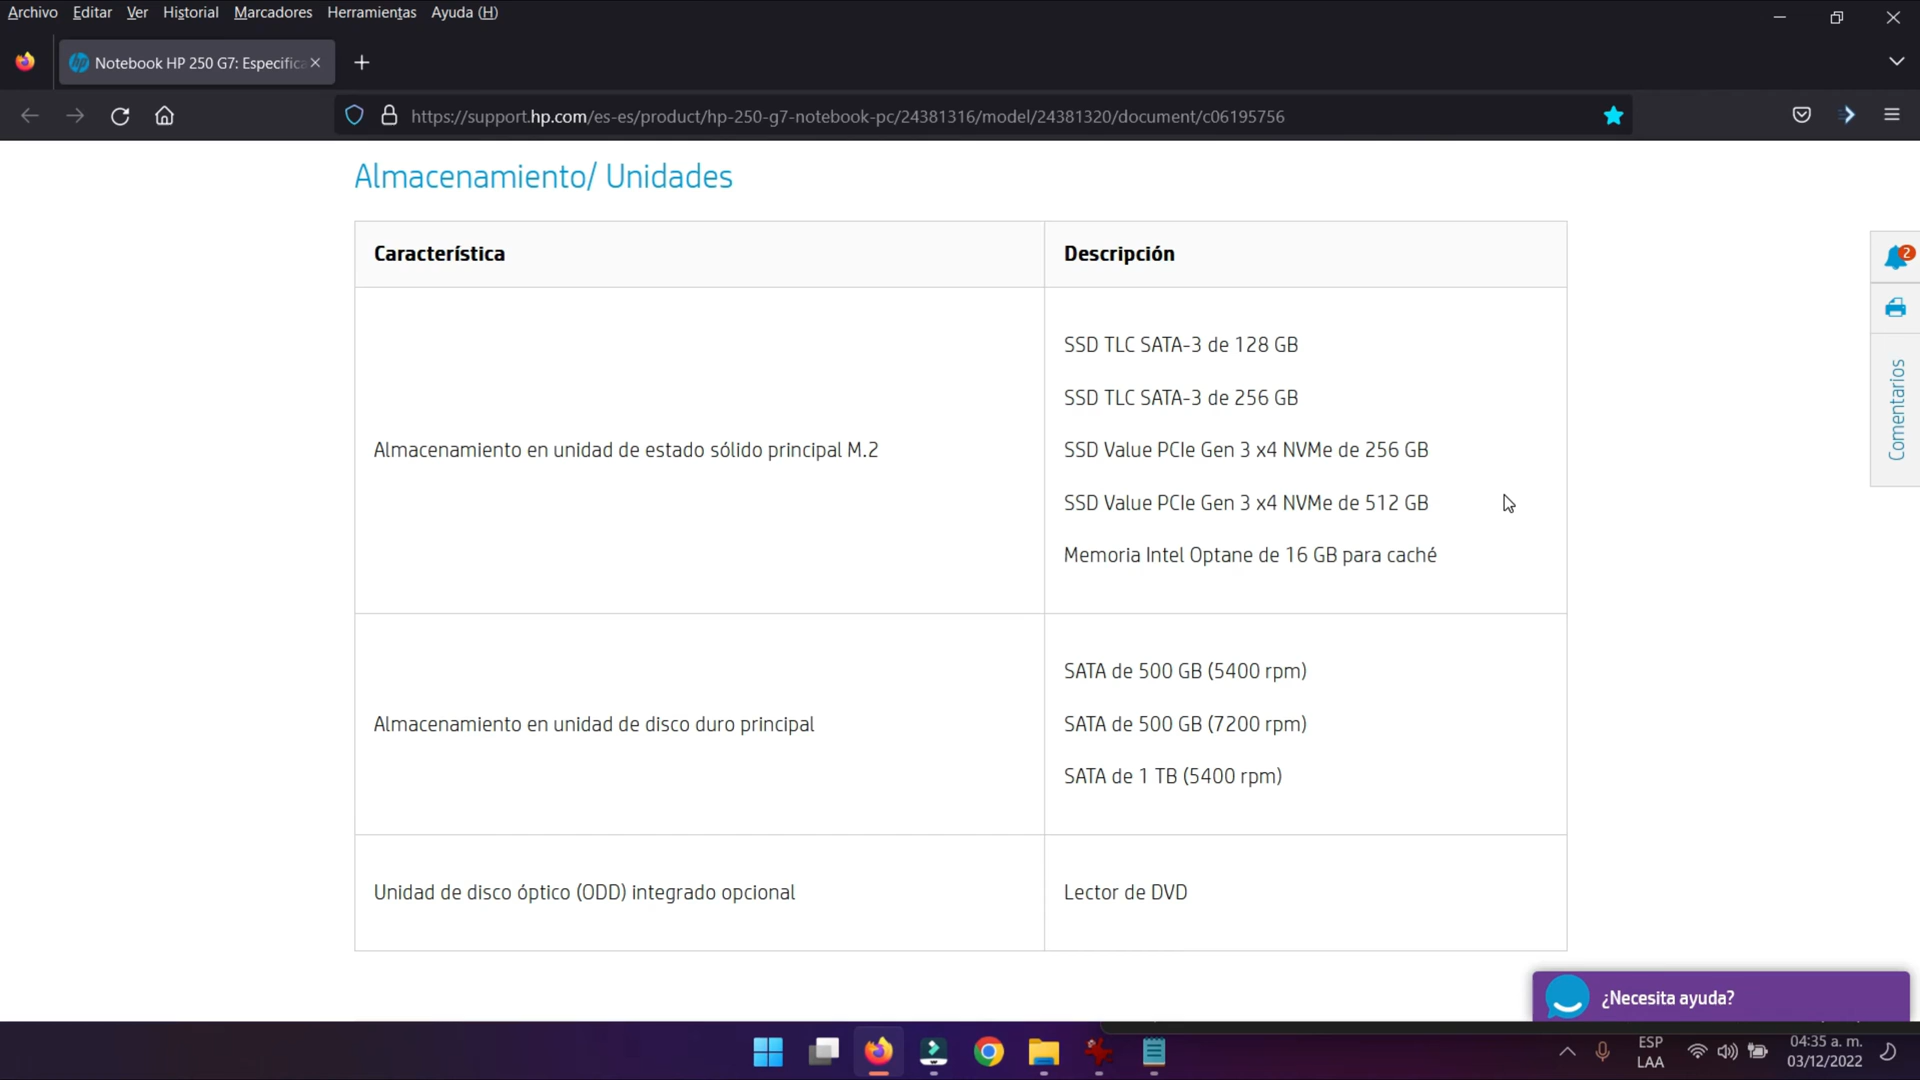 Archivo Editar Ver Historial Marcadores Herramientas Ayuda (H)
Notebook HP 250 G7: Especifica
https://support.hp.com/es-es/product/hp-250-g7-notebook-pc/24381316/model/24381320/document/c06195756
Almacenamiento/ Unidades
Característica
Descripción
Almacenamiento en unidad de estado sólido principal M.2
SSD TLC SATA-3 de 128 GB
SSD TLC SATA-3 de 256 GB
SSD Value PCIe Gen 3 x4 NVMe de 256 GB
SSD Value PCIe Gen 3 x4 NVMe de 512 GB
Memoria Intel Optane de 16 GB para caché
Almacenamiento en unidad de disco duro principal
SATA de 500 GB (5400 rpm)
SATA de 500 GB (7200 rpm)
SATA de 1 TB (5400 rpm)
Unidad de disco óptico (ODD) integrado opcional
Lector de DVD
2
Comentarios
¿Necesita ayuda?
ESP
LAA
04:35 a. m.
03/12/2022